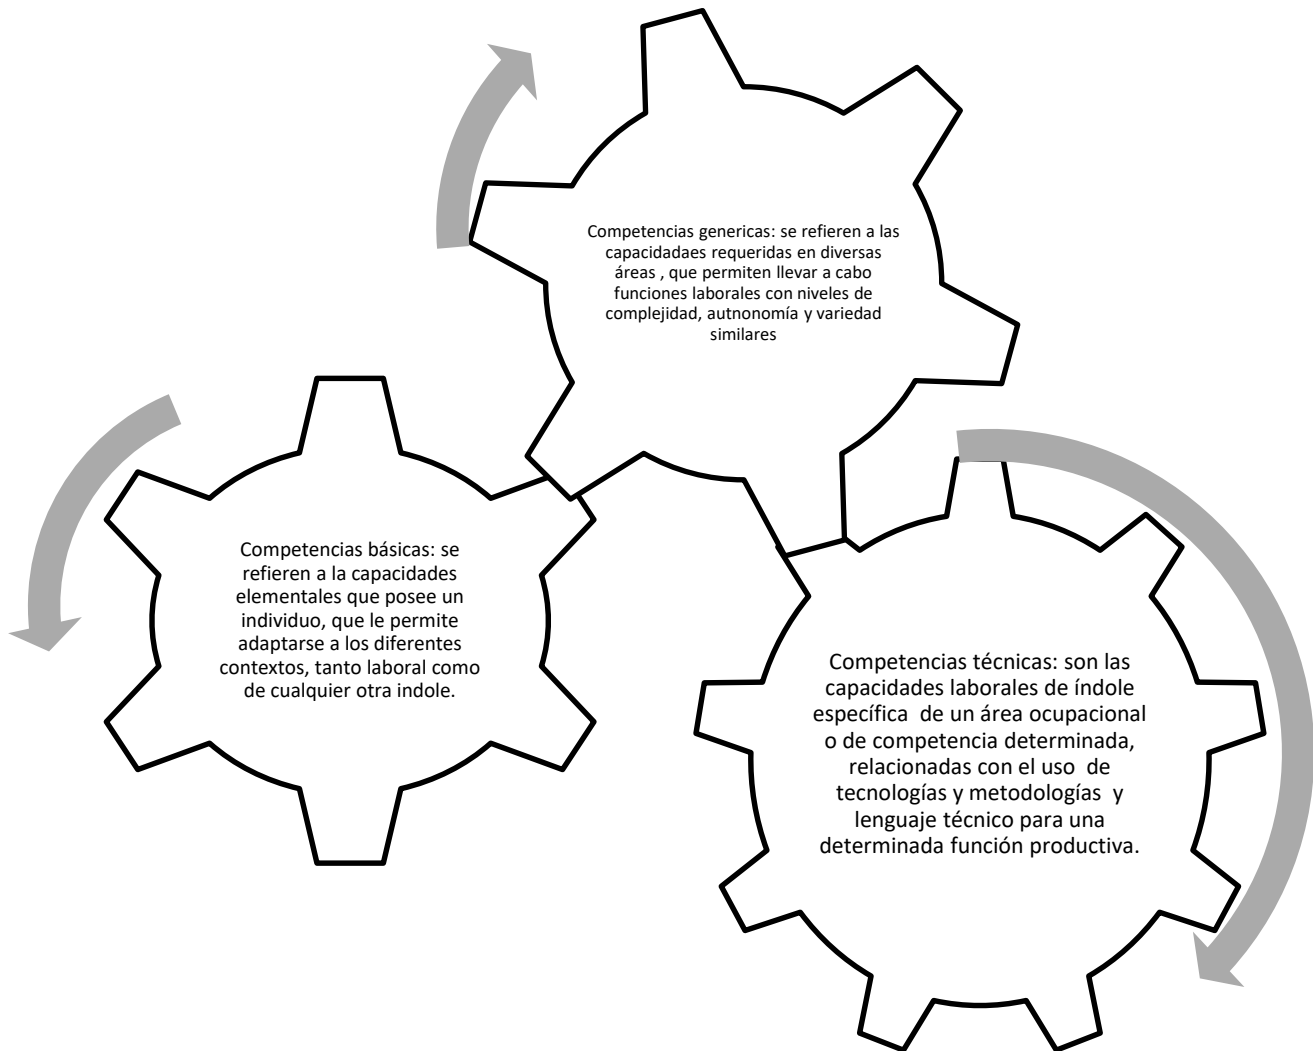 Competencias genericas: se refieren a las
capacidadaes requeridas en diversas
áreas , que permiten llevar a cabo
funciones laborales con niveles de
complejidad, autnonomía y variedad
similares
Competencias básicas: se
refieren a la capacidades
elementales que posee un
individuo, que le permite
adaptarse a los diferentes
contextos, tanto laboral como
de cualquier otra indole.
Competencias técnicas: son las
capacidades laborales de índole
específica  de un área ocupacional
o de competencia determinada,
relacionadas con el uso  de
tecnologías y metodologías  y
lenguaje técnico para una
determinada función productiva.